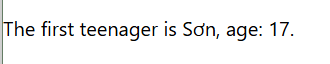 The first teenager is Sơn, age: 17.